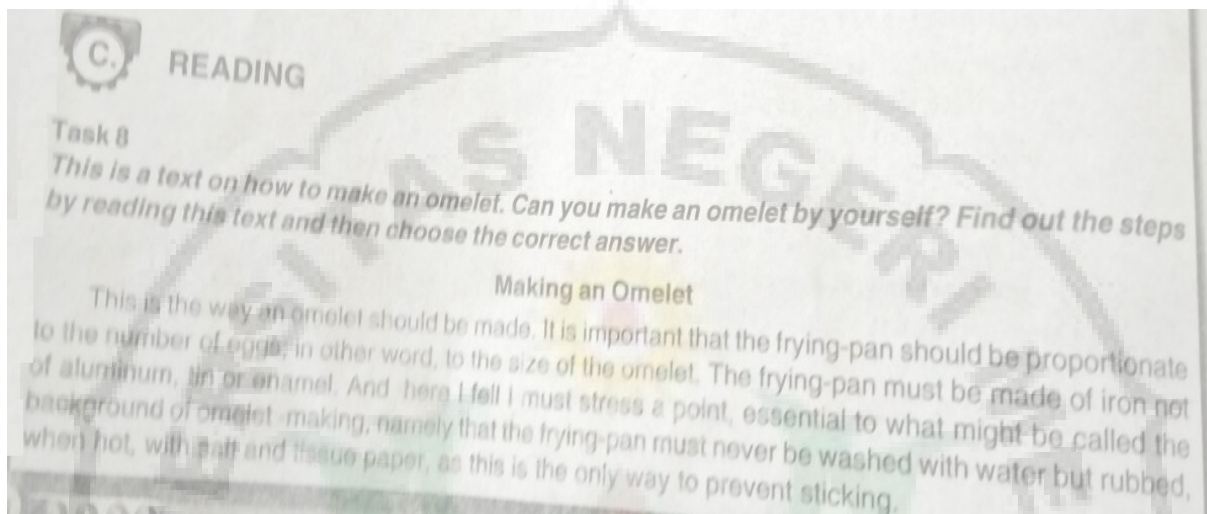 C. READING
Task 8
This is a text on how to make an omelet. Can you make an omelet by yourself? Find out the steps
by reading this text and then choose the correct answer.
Making an Omelet
This is the way an omelet should be made. It is important that the frying-pan should be proportionate
to the number of eggs, in other word, to the size of the omelet. The frying-pan must be made of iron not
of aluminum, tin or enamel. And here I fell I must stress a point, essential to what might be called the
background of omelet -making, namely that the frying-pan must never be washed with water but rubbed,
when hot, with salt and tissue paper, as this is the only way to prevent sticking.
AS NEGERI